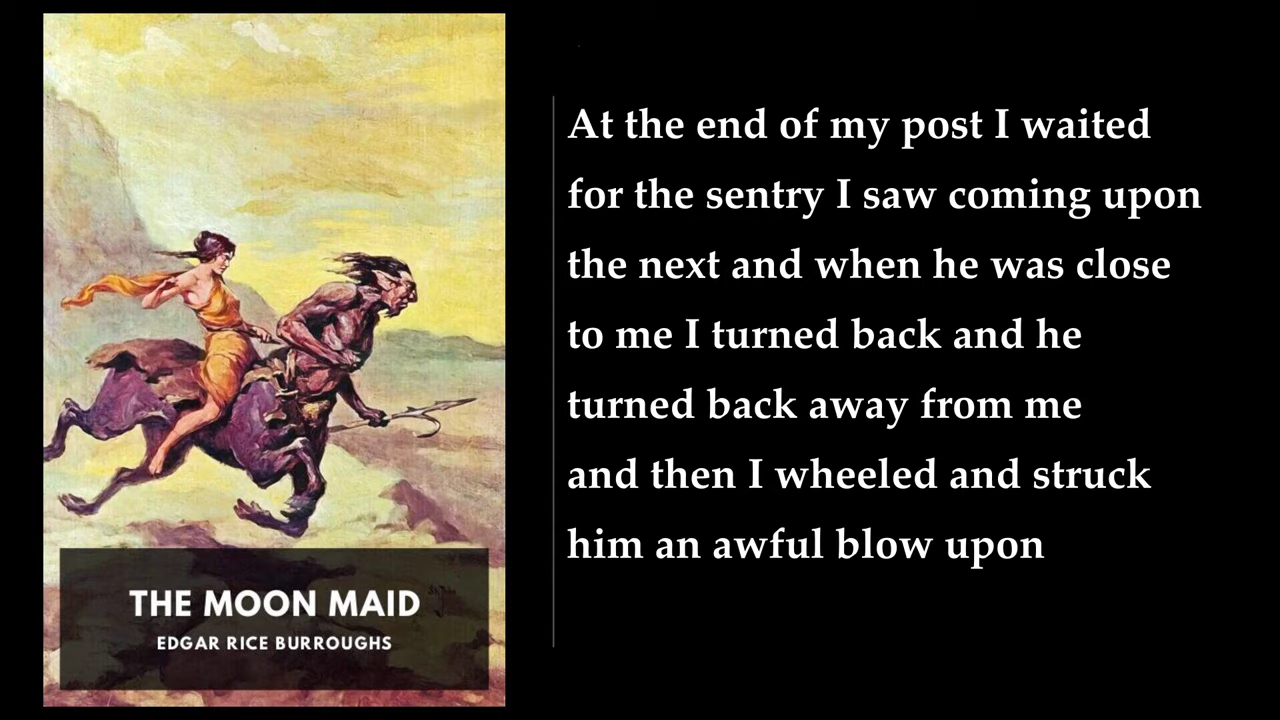 THE MOON MAID
EDGAR RICE BURROUGHS
At the end of my post I waited
for the sentry I saw coming upon
the next and when he was close
to me I turned back and he
turned back away from me
and then I wheeled and struck
him an awful blow upon